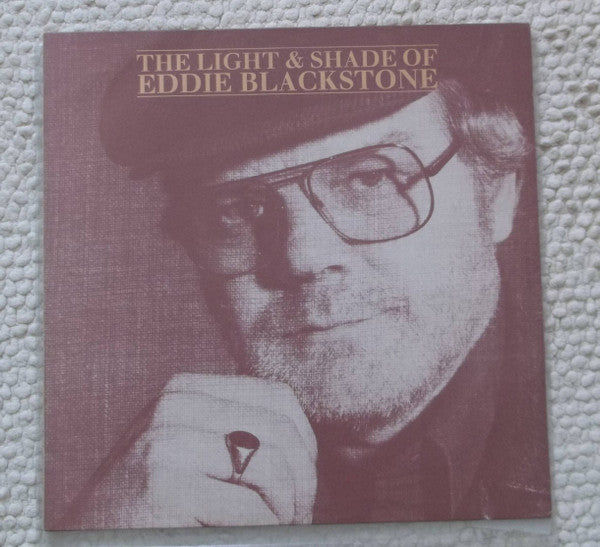 THE LIGHT & SHADE OF
EDDIE BLACKSTONE